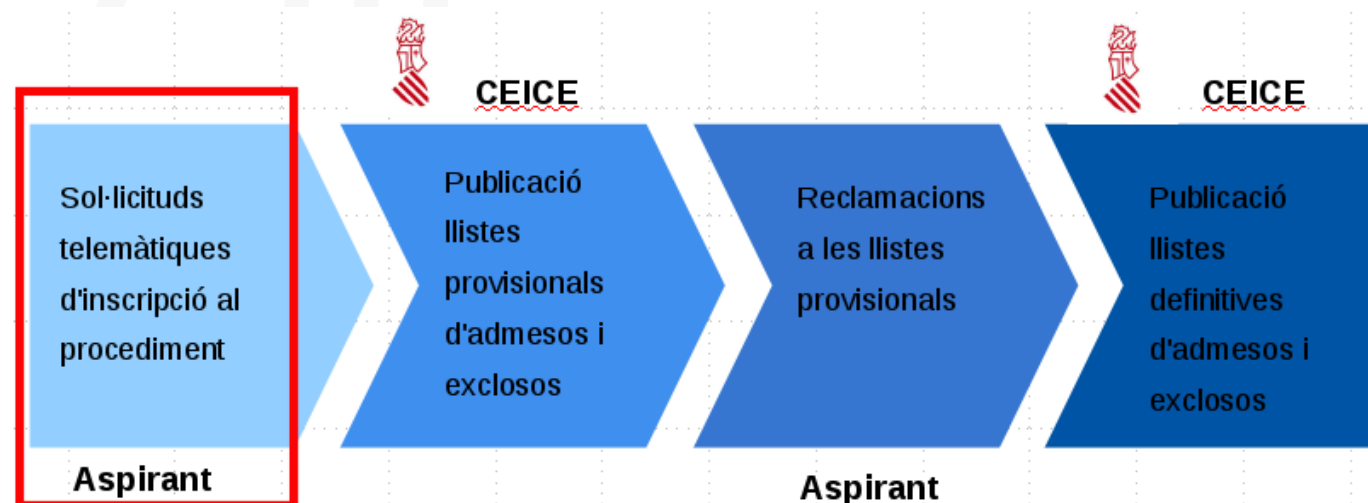 CEICE
CEICE
Sol·licituds
telemàtiques
d'inscripció al
procediment
Publicació
llistes
provisionals
d'admesos i
exclosos
Reclamacions
a les llistes
provisionals
Publicació
llistes
definitives
d'admesos i
exclosos
Aspirant
Aspirant